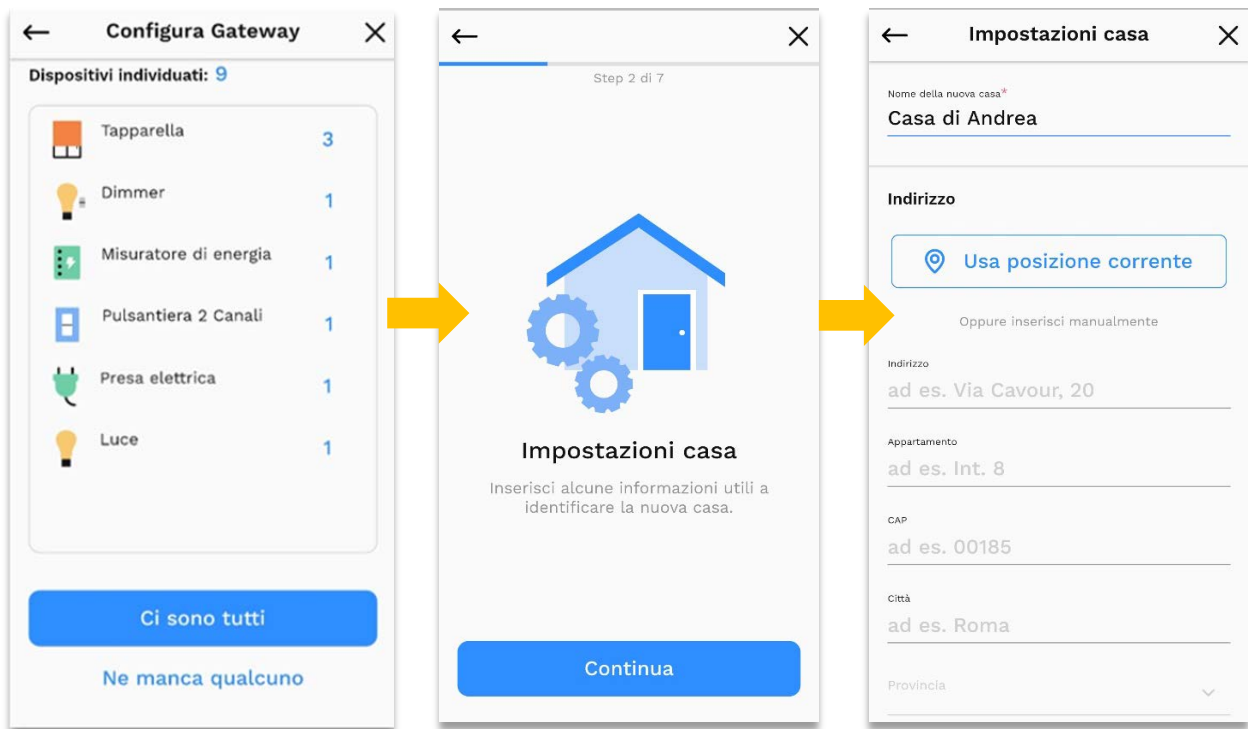 Configura Gateway
Dispositivi individuati: 9
Tapparella 3
Dimmer 1
Misuratore di energia 1
Pulsantiera 2 Canali 1
Presa elettrica 1
Luce 1
Ci sono tutti
Ne manca qualcuno
Step 2 di 7
Impostazioni casa
Inserisci alcune informazioni utili a
identificare la nuova casa.
Continua
Impostazioni casa
Nome della nuova casa*
Casa di Andrea
Indirizzo
Usa posizione corrente
Oppure inserisci manualmente
Indirizzo
ad es. Via Cavour, 20
Appartamento
ad es. Int. 8
CAP
ad es. 00185
Città
ad es. Roma
Provincia